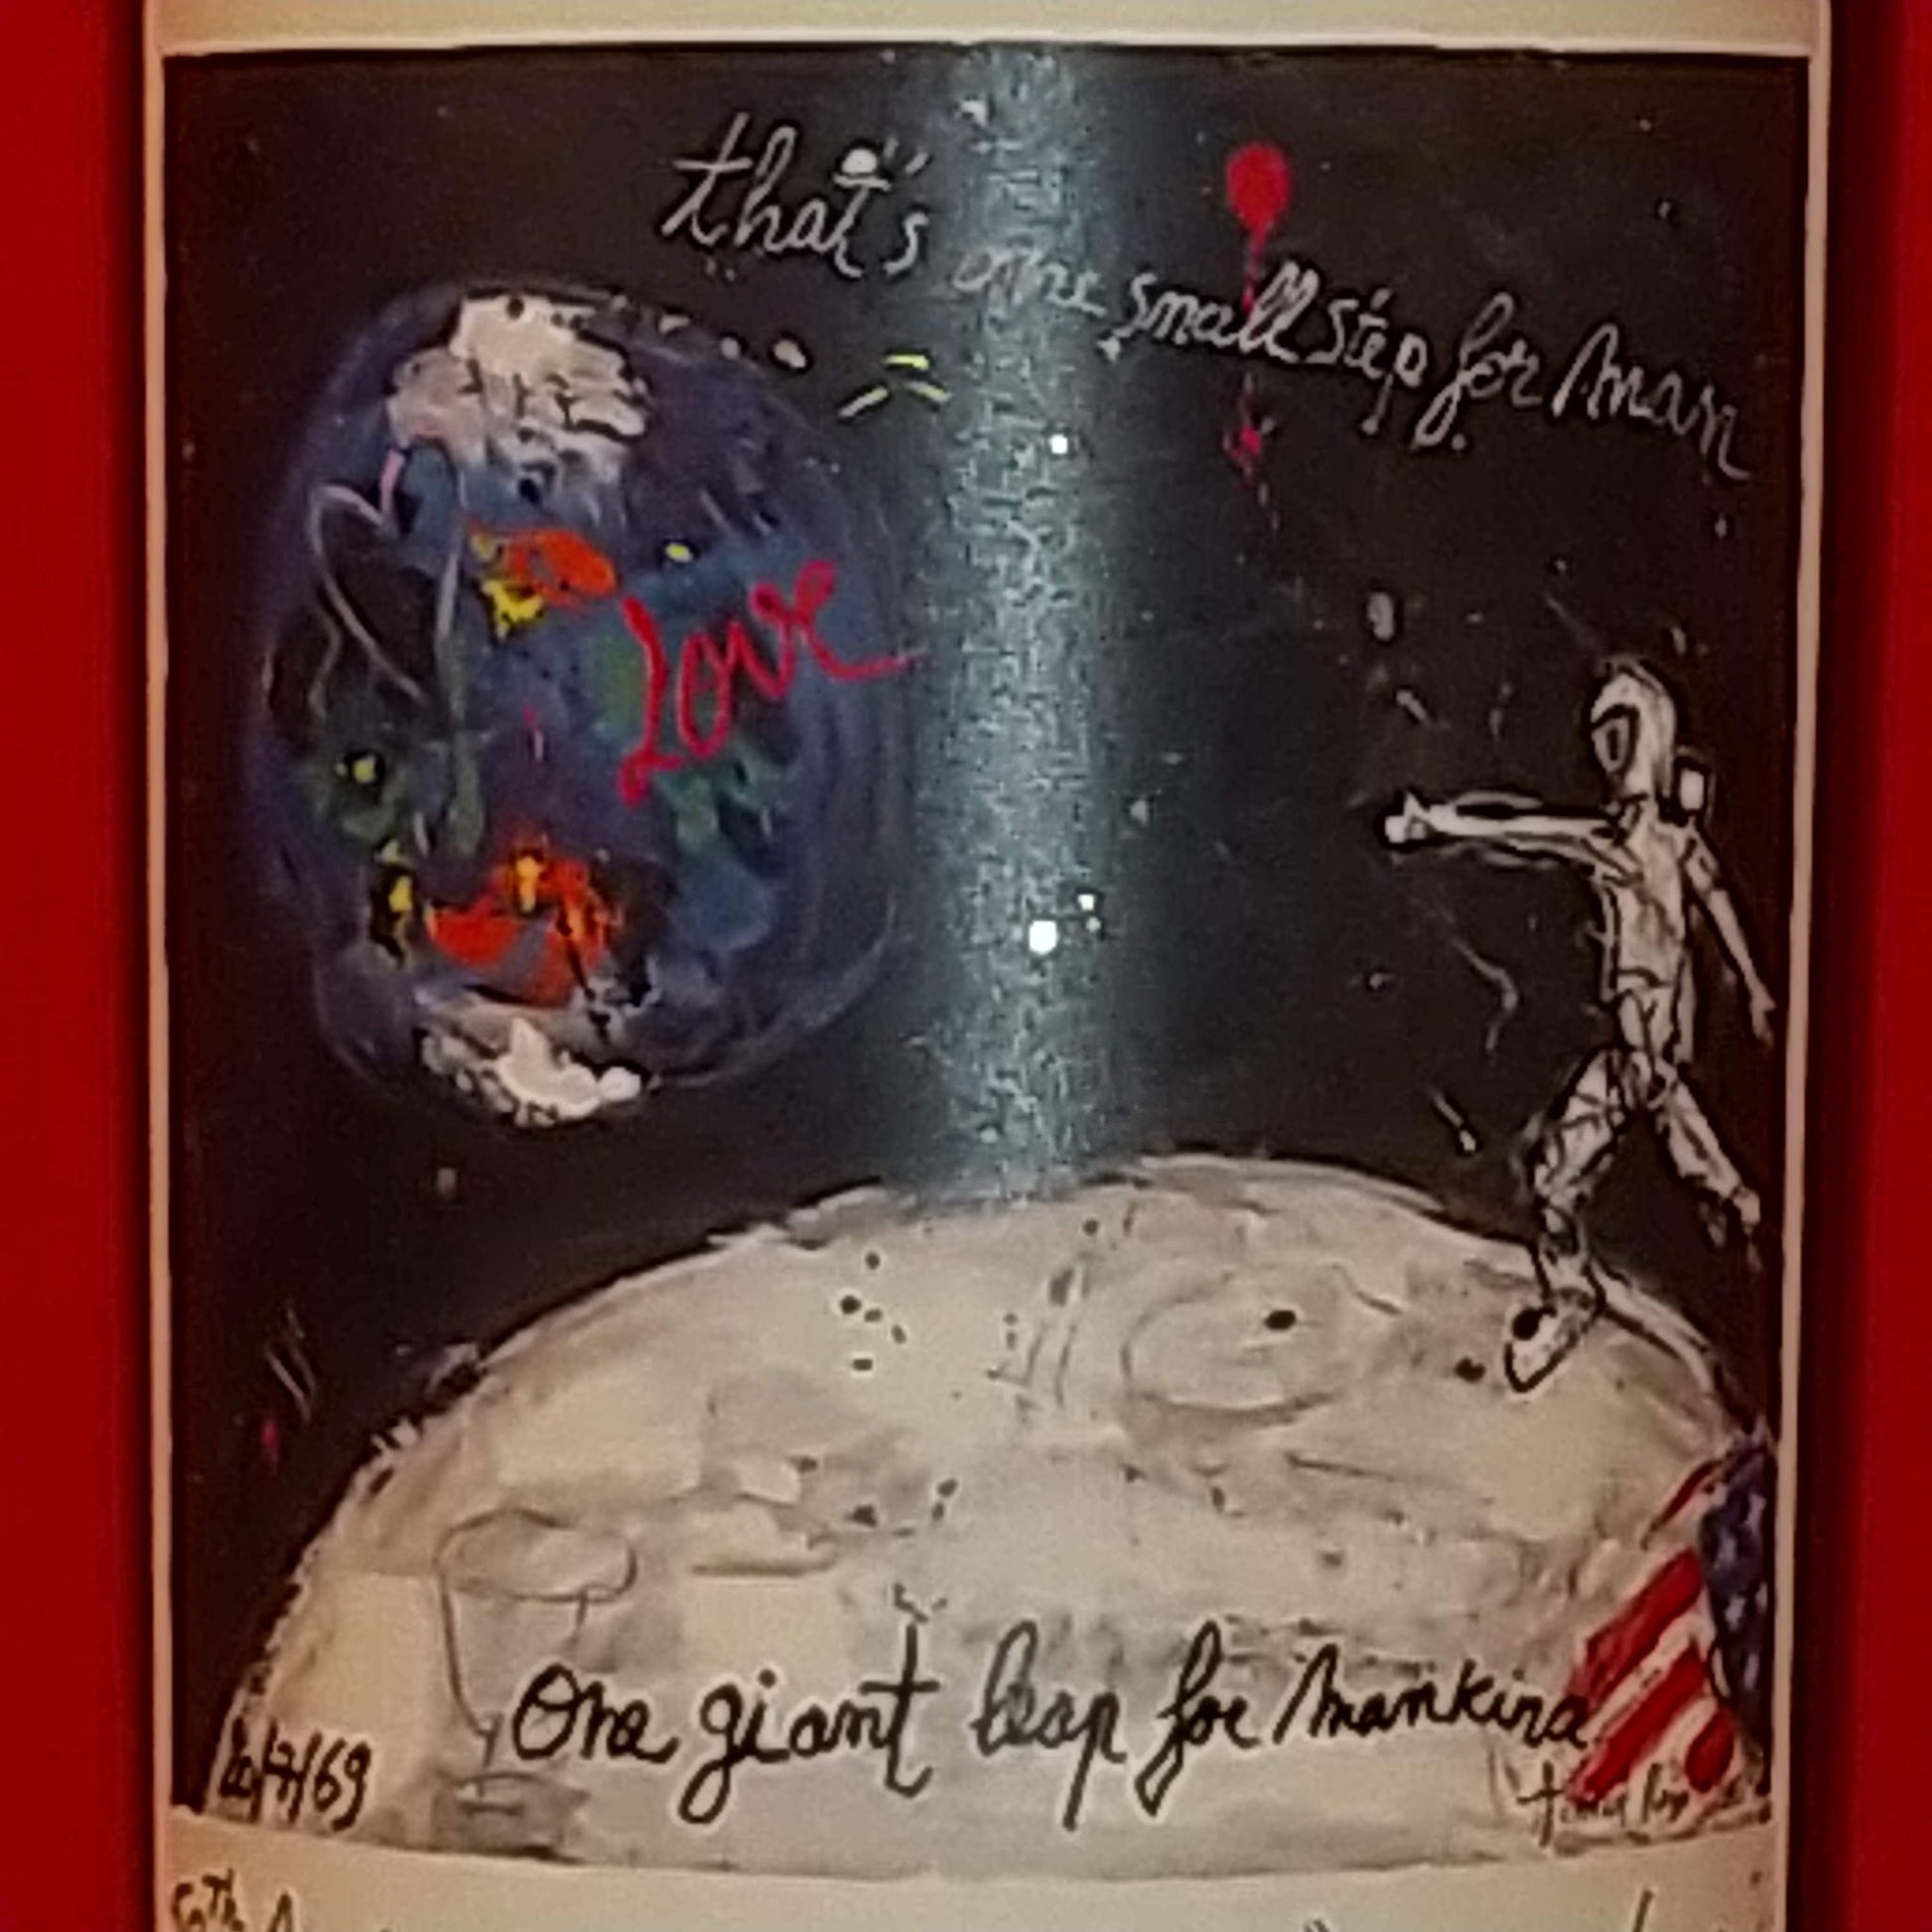 that's one small step for Man
Love
One giant leap for Mankind
20/7/69